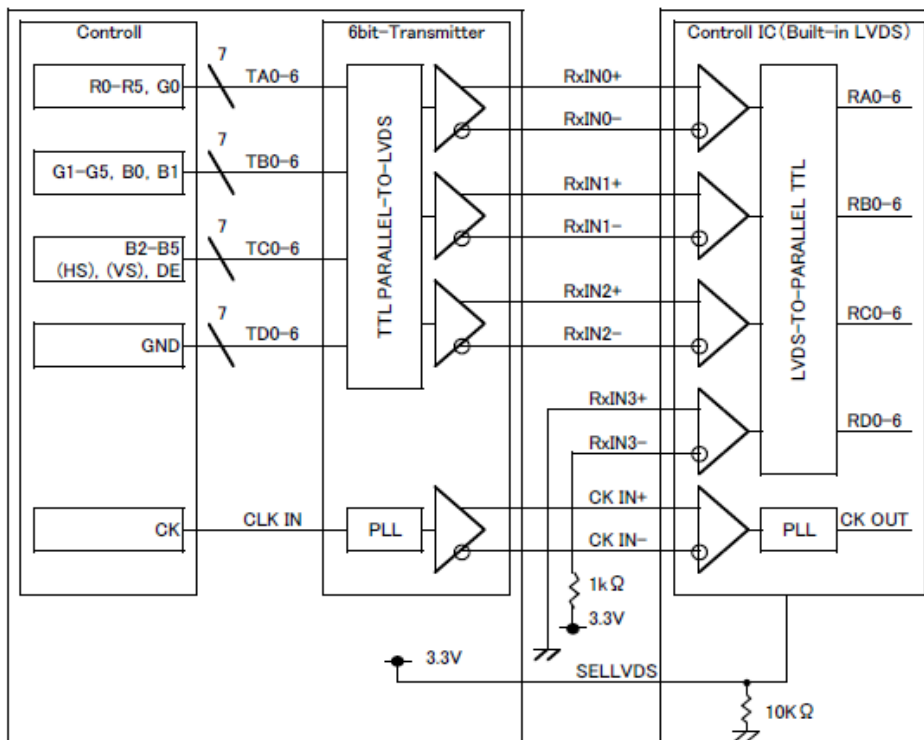 Controll
6bit-Transmitter
Controll IC(Built-in LVDS)
R0-R5, G0
7
TA0-6
RxIN0+
RxIN0-
RA0-6
G1-G5, B0, B1
7
TB0-6
RxIN1+
RxIN1-
RB0-6
B2-B5
(HS), (VS), DE
7
TC0-6
RxIN2+
RxIN2-
RC0-6
GND
7
TD0-6
TTL PARALLEL-TO-LVDS
LVDS-TO-PARALLEL TTL
RxIN3+
RxIN3-
RD0-6
CK
CLK IN
PLL
CK IN+
CK IN-
PLL
CK OUT
1kΩ
3.3V
3.3V
SELLVDS
10KΩ